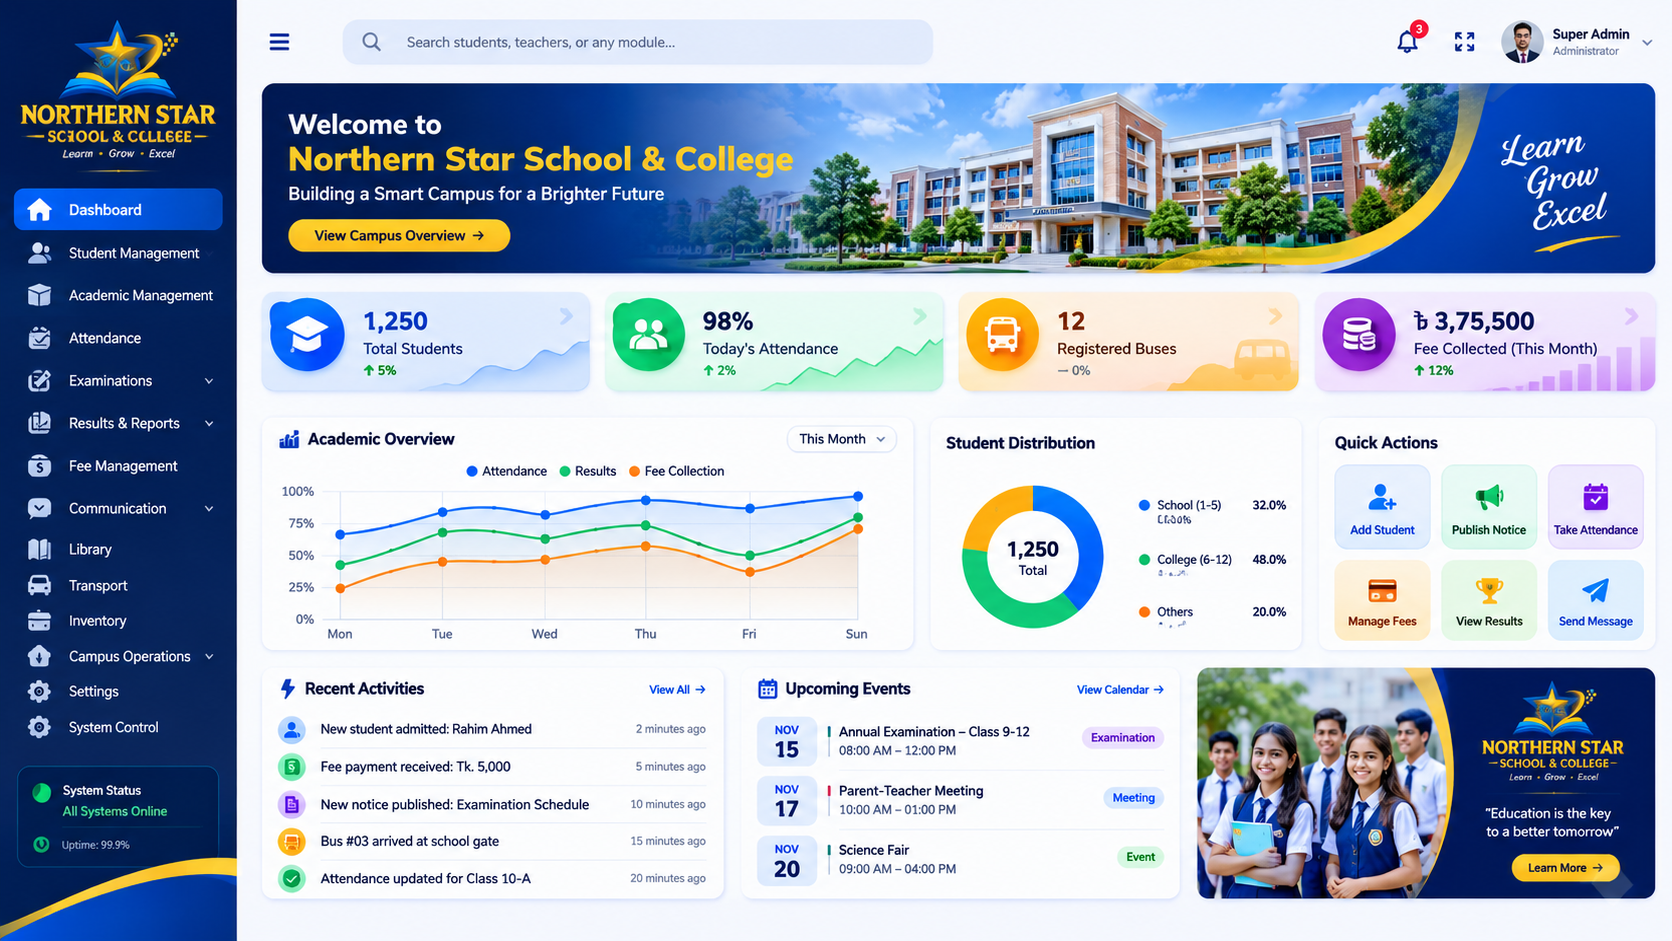 NORTHERN STAR
SCHOOL & COLLEGE
Learn • Grow • Excel
Dashboard
Student Management
Academic Management
Attendance
Examinations
Results & Reports
Fee Management
Communication
Library
Transport
Inventory
Campus Operations
Settings
System Control
System Status
All Systems Online
Uptime: 99.9%
Search students, teachers, or any module...
3
Super Admin
Administrator
Welcome to
Northern Star School & College
Building a Smart Campus for a Brighter Future
View Campus Overview →
Learn
Grow
Excel
1,250
Total Students
↑ 5%
98%
Today's Attendance
↑ 2%
12
Registered Buses
— 0%
৳ 3,75,500
Fee Collected (This Month)
↑ 12%
Academic Overview
This Month
Attendance
Results
Fee Collection
100%
75%
50%
25%
0%
Mon
Tue
Wed
Thu
Fri
Sun
Student Distribution
1,250
Total
School (1-5) 32.0%
College (6-12) 48.0%
Others 20.0%
Quick Actions
Add Student
Publish Notice
Take Attendance
Manage Fees
View Results
Send Message
Recent Activities
View All →
New student admitted: Rahim Ahmed 2 minutes ago
Fee payment received: Tk. 5,000 5 minutes ago
New notice published: Examination Schedule 10 minutes ago
Bus #03 arrived at school gate 15 minutes ago
Attendance updated for Class 10-A 20 minutes ago
Upcoming Events
View Calendar →
NOV
15
Annual Examination – Class 9-12
08:00 AM – 12:00 PM
Examination
NOV
17
Parent-Teacher Meeting
10:00 AM – 01:00 PM
Meeting
NOV
20
Science Fair
09:00 AM – 04:00 PM
Event
NORTHERN STAR
SCHOOL & COLLEGE
Learn • Grow • Excel
"Education is the key
to a better tomorrow"
Learn More →